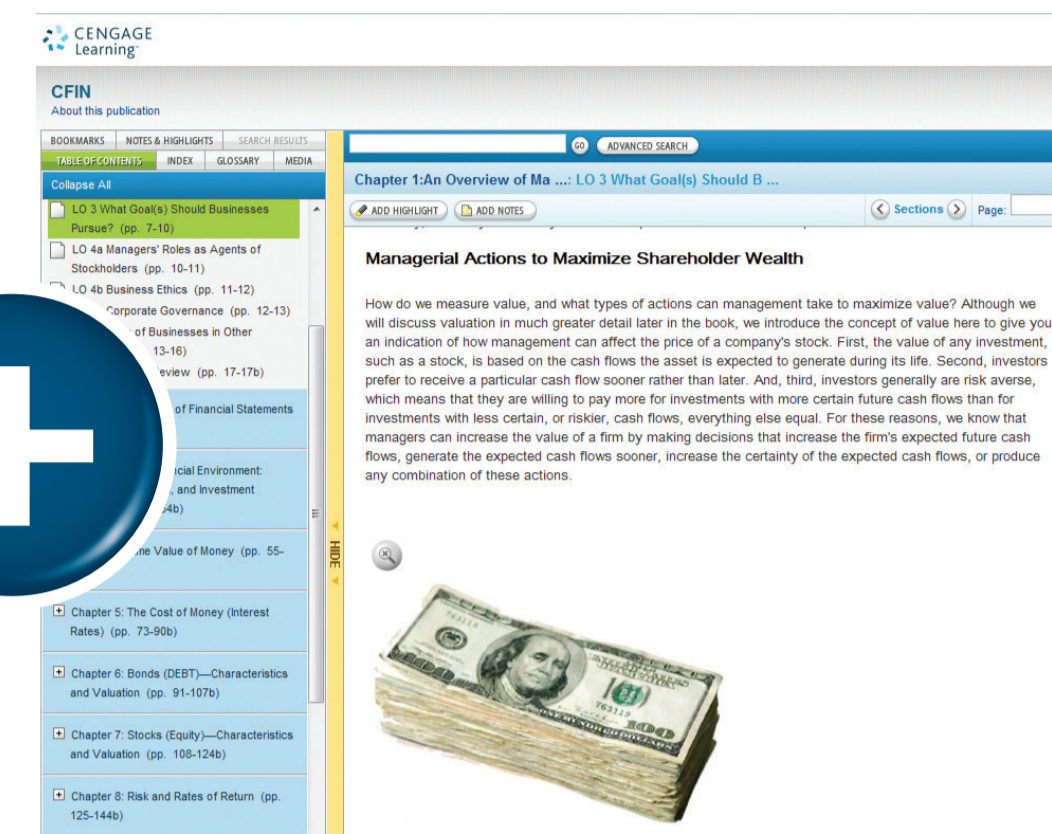 CENGAGE
Learning™
CFIN
About this publication
BOOKMARKS NOTES & HIGHLIGHTS SEARCH RESULTS
TABLE OF CONTENTS INDEX GLOSSARY MEDIA
Collapse All
LO 3 What Goal(s) Should Businesses
Pursue? (pp. 7-10)
LO 4a Managers' Roles as Agents of
Stockholders (pp. 10-11)
LO 4b Business Ethics (pp. 11-12)
Corporate Governance (pp. 12-13)
of Businesses in Other
13-16)
eview (pp. 17-17b)
of Financial Statements
cial Environment:
, and Investment
54b)
me Value of Money (pp. 55-
Chapter 5: The Cost of Money (Interest
Rates) (pp. 73-90b)
Chapter 6: Bonds (DEBT)—Characteristics
and Valuation (pp. 91-107b)
Chapter 7: Stocks (Equity)—Characteristics
and Valuation (pp. 108-124b)
Chapter 8: Risk and Rates of Return (pp.
125-144b)
HIDE
GO ADVANCED SEARCH
Chapter 1:An Overview of Ma ...: LO 3 What Goal(s) Should B ...
ADD HIGHLIGHT ADD NOTES Sections Page:
Managerial Actions to Maximize Shareholder Wealth
How do we measure value, and what types of actions can management take to maximize value? Although we
will discuss valuation in much greater detail later in the book, we introduce the concept of value here to give you
an indication of how management can affect the price of a company's stock. First, the value of any investment,
such as a stock, is based on the cash flows the asset is expected to generate during its life. Second, investors
prefer to receive a particular cash flow sooner rather than later. And, third, investors generally are risk averse,
which means that they are willing to pay more for investments with more certain future cash flows than for
investments with less certain, or riskier, cash flows, everything else equal. For these reasons, we know that
managers can increase the value of a firm by making decisions that increase the firm's expected future cash
flows, generate the expected cash flows sooner, increase the certainty of the expected cash flows, or produce
any combination of these actions.
763119
100
763119
100